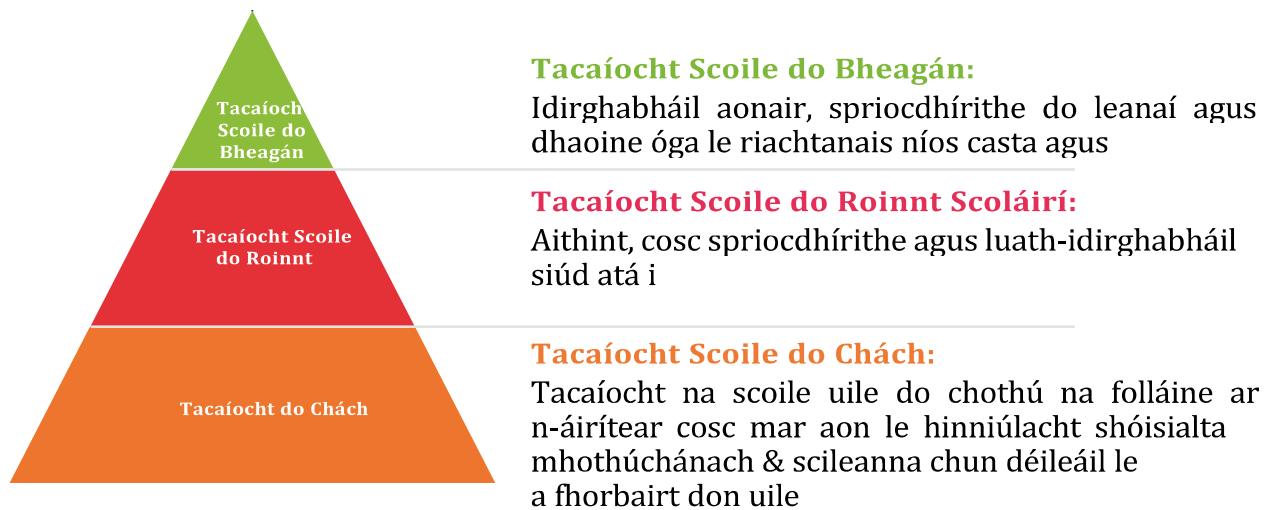 Tacaíoch
Scoile do
Bheagán
Tacaíocht Scoile
do Roinnt
Tacaíocht do Chách
Tacaíocht Scoile do Bheagán:
Idirghabháil aonair, spriocdhírithe do leanaí agus
dhaoine óga le riachtanais níos casta agus
Tacaíocht Scoile do Roinnt Scoláirí:
Aithint, cosc spriocdhírithe agus luath-idirghabháil
siúd atá i
Tacaíocht Scoile do Chách:
Tacaíocht na scoile uile do chothú na folláine ar
n-áirítear cosc mar aon le hinniúlacht shóisialta
mhothúchánach & scileanna chun déileáil le
a fhorbairt don uile